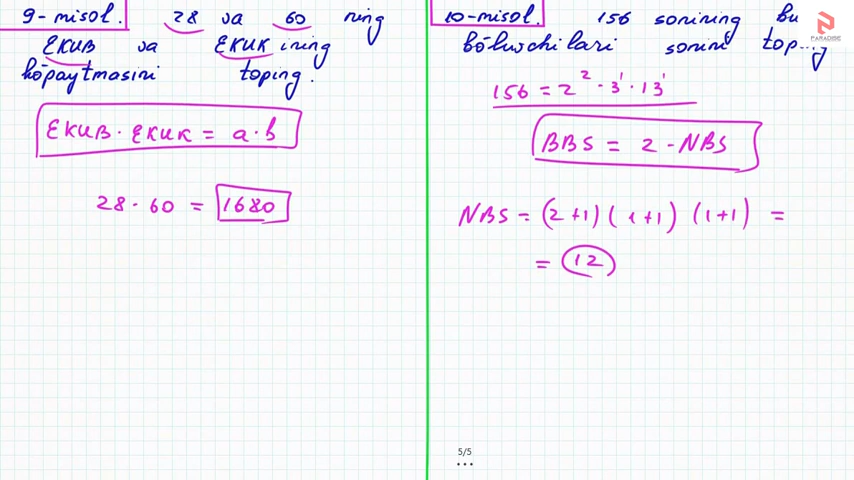 9-misol. 28 va 60 ning
EKUB va EKUK ining
ko'paytmasini toping.
EKUB · EKUK = a·b
28 · 60 = 1680
10-misol. 156 sonining
bo'luvchilari sonini
156 = 2² · 3¹ · 13¹
BBS = 2 · NBS
NBS = (2+1)(1+1)(1+1) =
= 12
PARADISE
5/5